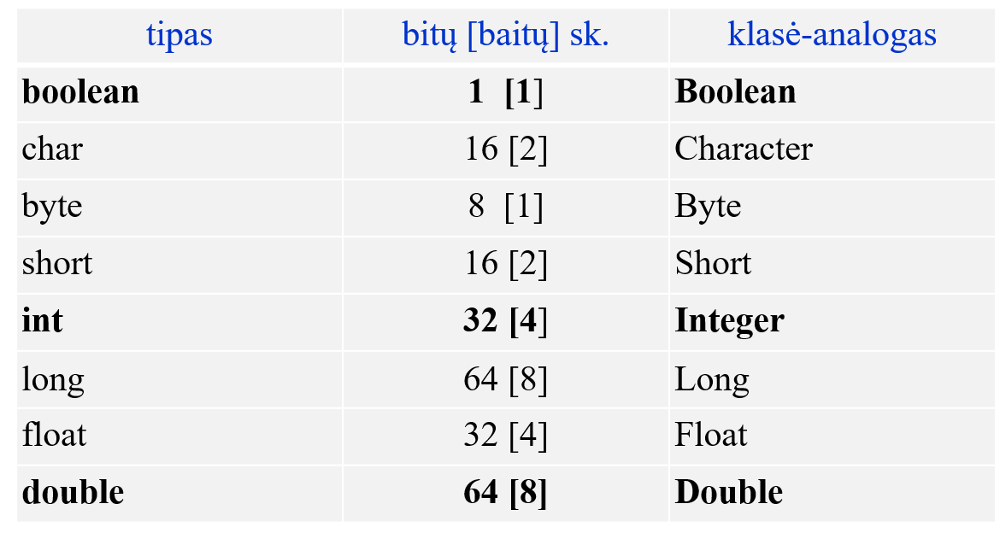 tipas bitų [baitų] sk. klasė-analogas
boolean 1 [1] Boolean
char 16 [2] Character
byte 8 [1] Byte
short 16 [2] Short
int 32 [4] Integer
long 64 [8] Long
float 32 [4] Float
double 64 [8] Double